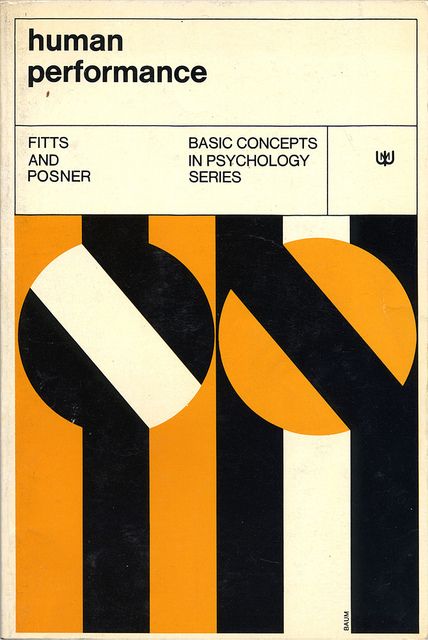 human
performance
FITTS
AND
POSNER
BASIC CONCEPTS
IN PSYCHOLOGY
SERIES
BAUM